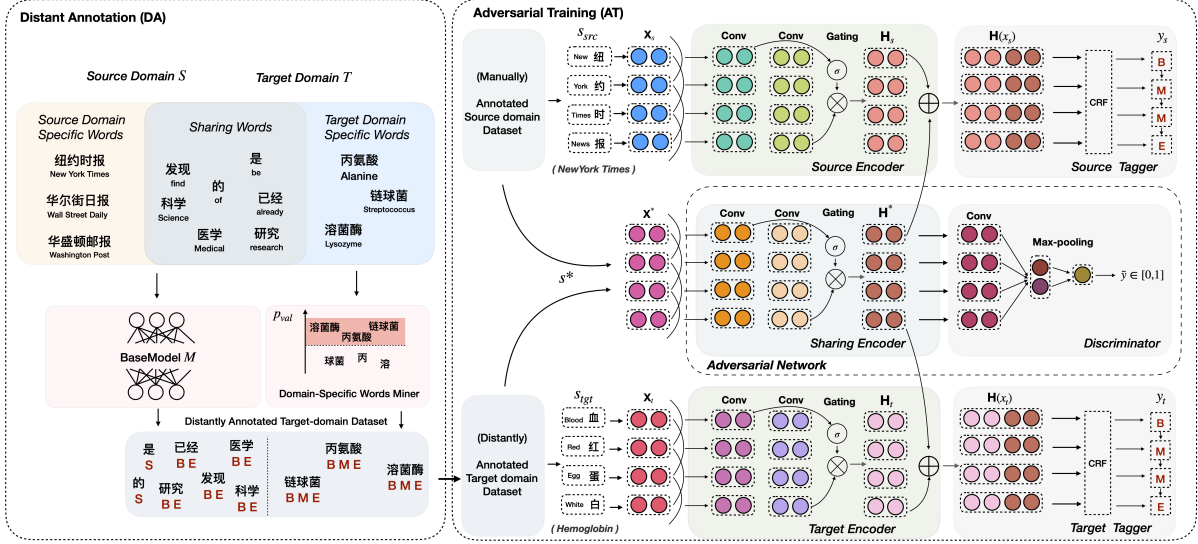 Distant Annotation (DA)
Source Domain S
Target Domain T
Source Domain
Specific Words
Sharing Words
Target Domain
Specific Words
纽约时报
New York Times
华尔街日报
Wall Street Daily
华盛顿邮报
Washington Post
发现
find
是
be
的
of
科学
Science
已经
already
医学
Medical
研究
research
丙氨酸
Alanine
链球菌
Streptococcus
溶菌酶
Lysozyme
BaseModel M
p_val
溶菌酶
链球菌
丙氨酸
球菌
丙
溶
Domain-Specific Words Miner
Distantly Annotated Target-domain Dataset
是
S
已经
B E
医学
B E
的
S
研究
B E
发现
B E
科学
B E
丙氨酸
B M E
链球菌
B M E
溶菌酶
B M E
Adversarial Training (AT)
(Manually)
Annotated
Source domain
Dataset
s_src
New 纽
York 约
Times 时
News 报
( NewYork Times )
X_s
Conv
Conv
Gating
σ
H_s
Source Encoder
H(x_s)
CRF
y_s
B
M
M
E
Source Tagger
s*
X*
Conv
Conv
Gating
σ
H*
Sharing Encoder
Conv
Max-pooling
ỹ ∈ [0,1]
Discriminator
Adversarial Network
(Distantly)
Annotated
Target domain
Dataset
s_tgt
Blood 血
Red 红
Egg 蛋
White 白
( Hemoglobin )
X_t
Conv
Conv
Gating
σ
H_t
Target Encoder
H(x_t)
CRF
y_t
B
M
M
E
Target Tagger